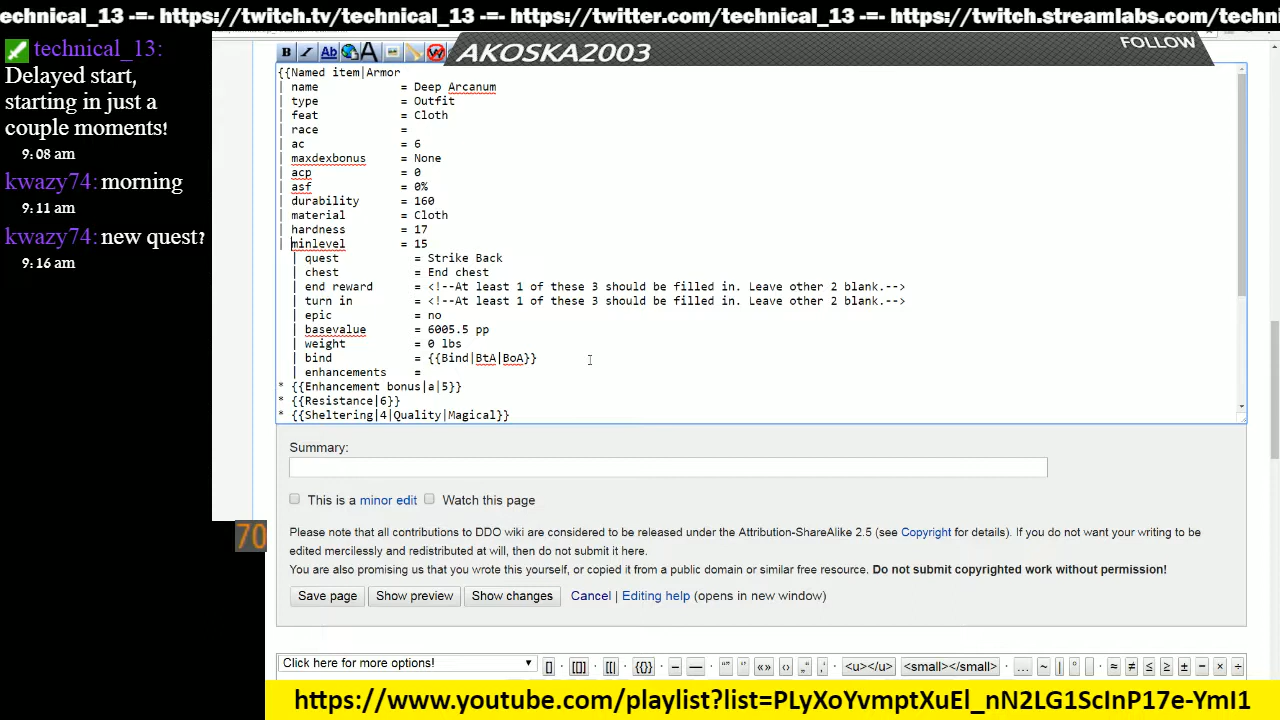 technical_13 -=- https://twitch.tv/technical_13 -=- https://twitter.com/technical_13 -=- https://twitch.streamlabs.com/techni
AKOSKA2003
FOLLOW
technical_13:
Delayed start,
starting in just a
couple moments!
9:08 am
kwazy74: morning
9:11 am
kwazy74: new quest?
9:16 am
70
B I Ab A W
{{Named item|Armor
| name = Deep Arcanum
| type = Outfit
| feat = Cloth
| race =
| ac = 6
| maxdexbonus = None
| acp = 0
| asf = 0%
| durability = 160
| material = Cloth
| hardness = 17
| minlevel = 15
| quest = Strike Back
| chest = End chest
| end reward = <!--At least 1 of these 3 should be filled in. Leave other 2 blank.-->
| turn in = <!--At least 1 of these 3 should be filled in. Leave other 2 blank.-->
| epic = no
| basevalue = 6005.5 pp
| weight = 0 lbs
| bind = {{Bind|BtA|BoA}}
| enhancements =
* {{Enhancement bonus|a|5}}
* {{Resistance|6}}
* {{Sheltering|4|Quality|Magical}}
Summary:
This is a minor edit Watch this page
Please note that all contributions to DDO wiki are considered to be released under the Attribution-ShareAlike 2.5 (see Copyright for details). If you do not want your writing to
be edited mercilessly and redistributed at will, then do not submit it here.
You are also promising us that you wrote this yourself, or copied it from a public domain or similar free resource. Do not submit copyrighted work without permission!
Save page Show preview Show changes Cancel | Editing help (opens in new window)
Click here for more options! [] · [[]] · [[| · {{}} · – — · “” ‘’ «» ‹› „“ ‚‘ · <u></u> · <small></small> · … ~ | ° · ≈ ≠ ≤ ≥ ± − × ÷
https://www.youtube.com/playlist?list=PLyXoYvmptXuEl_nN2LG1ScInP17e-YmI1